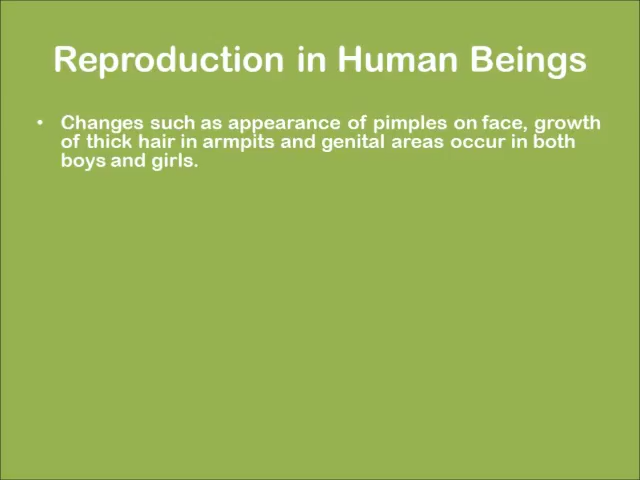 Reproduction in Human Beings
• Changes such as appearance of pimples on face, growth
of thick hair in armpits and genital areas occur in both
boys and girls.